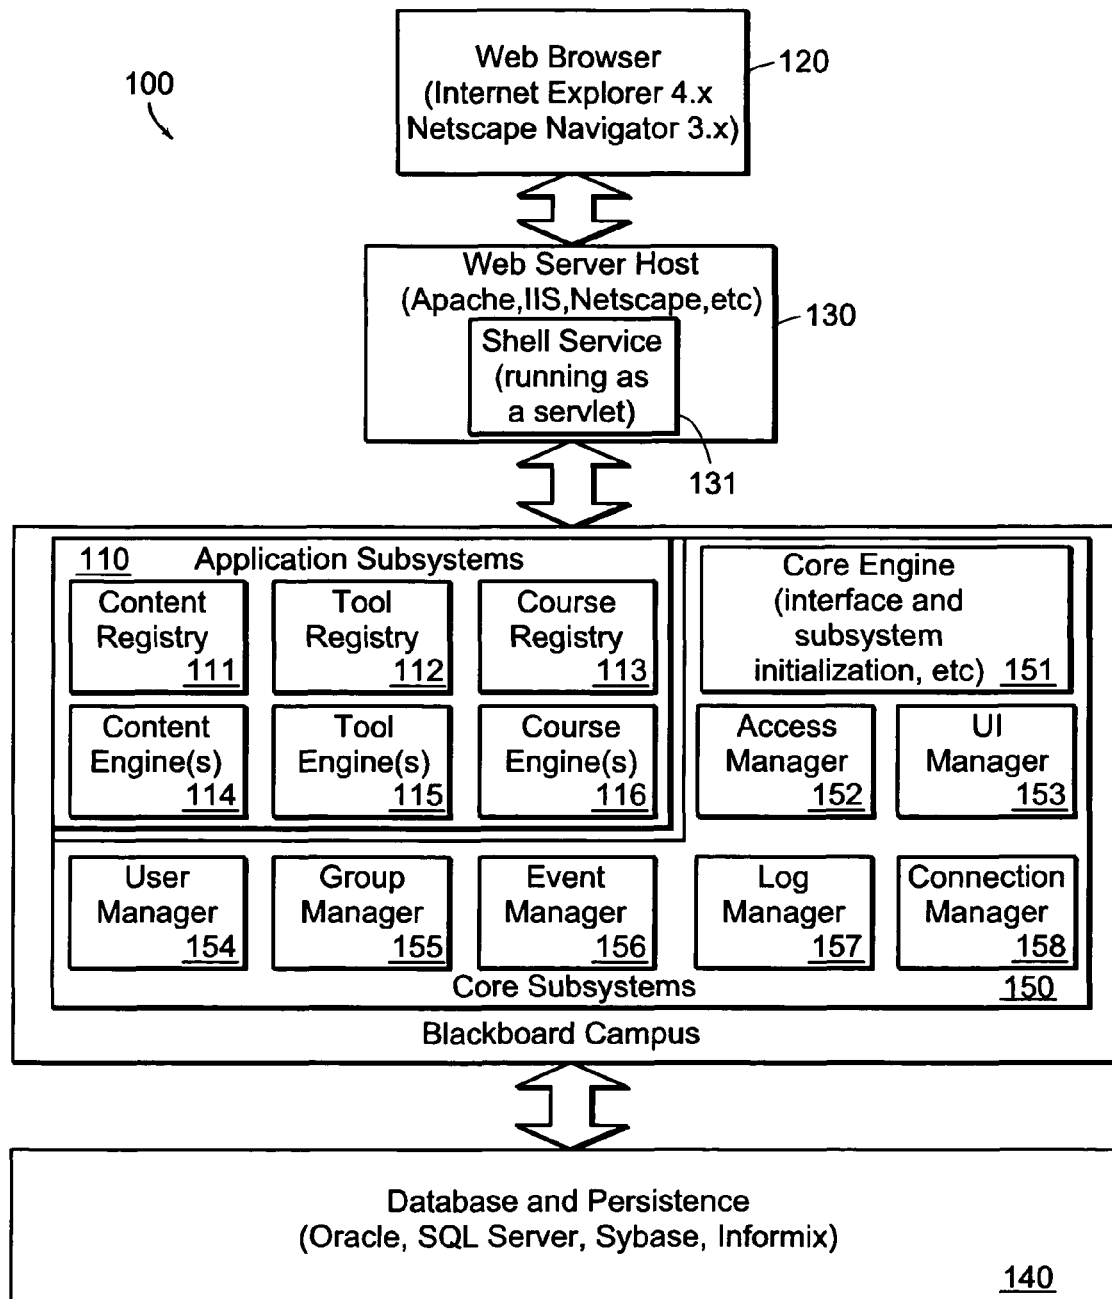 100
Web Browser
(Internet Explorer 4.x
Netscape Navigator 3.x)
120
Web Server Host
(Apache,IIS,Netscape,etc)
130
Shell Service
(running as
a servlet)
131
110
Application Subsystems
Content
Registry
111
Tool
Registry
112
Course
Registry
113
Content
Engine(s)
114
Tool
Engine(s)
115
Course
Engine(s)
116
Core Engine
(interface and
subsystem
initialization, etc)
151
Access
Manager
152
UI
Manager
153
User
Manager
154
Group
Manager
155
Event
Manager
156
Log
Manager
157
Connection
Manager
158
Core Subsystems
150
Blackboard Campus
Database and Persistence
(Oracle, SQL Server, Sybase, Informix)
140